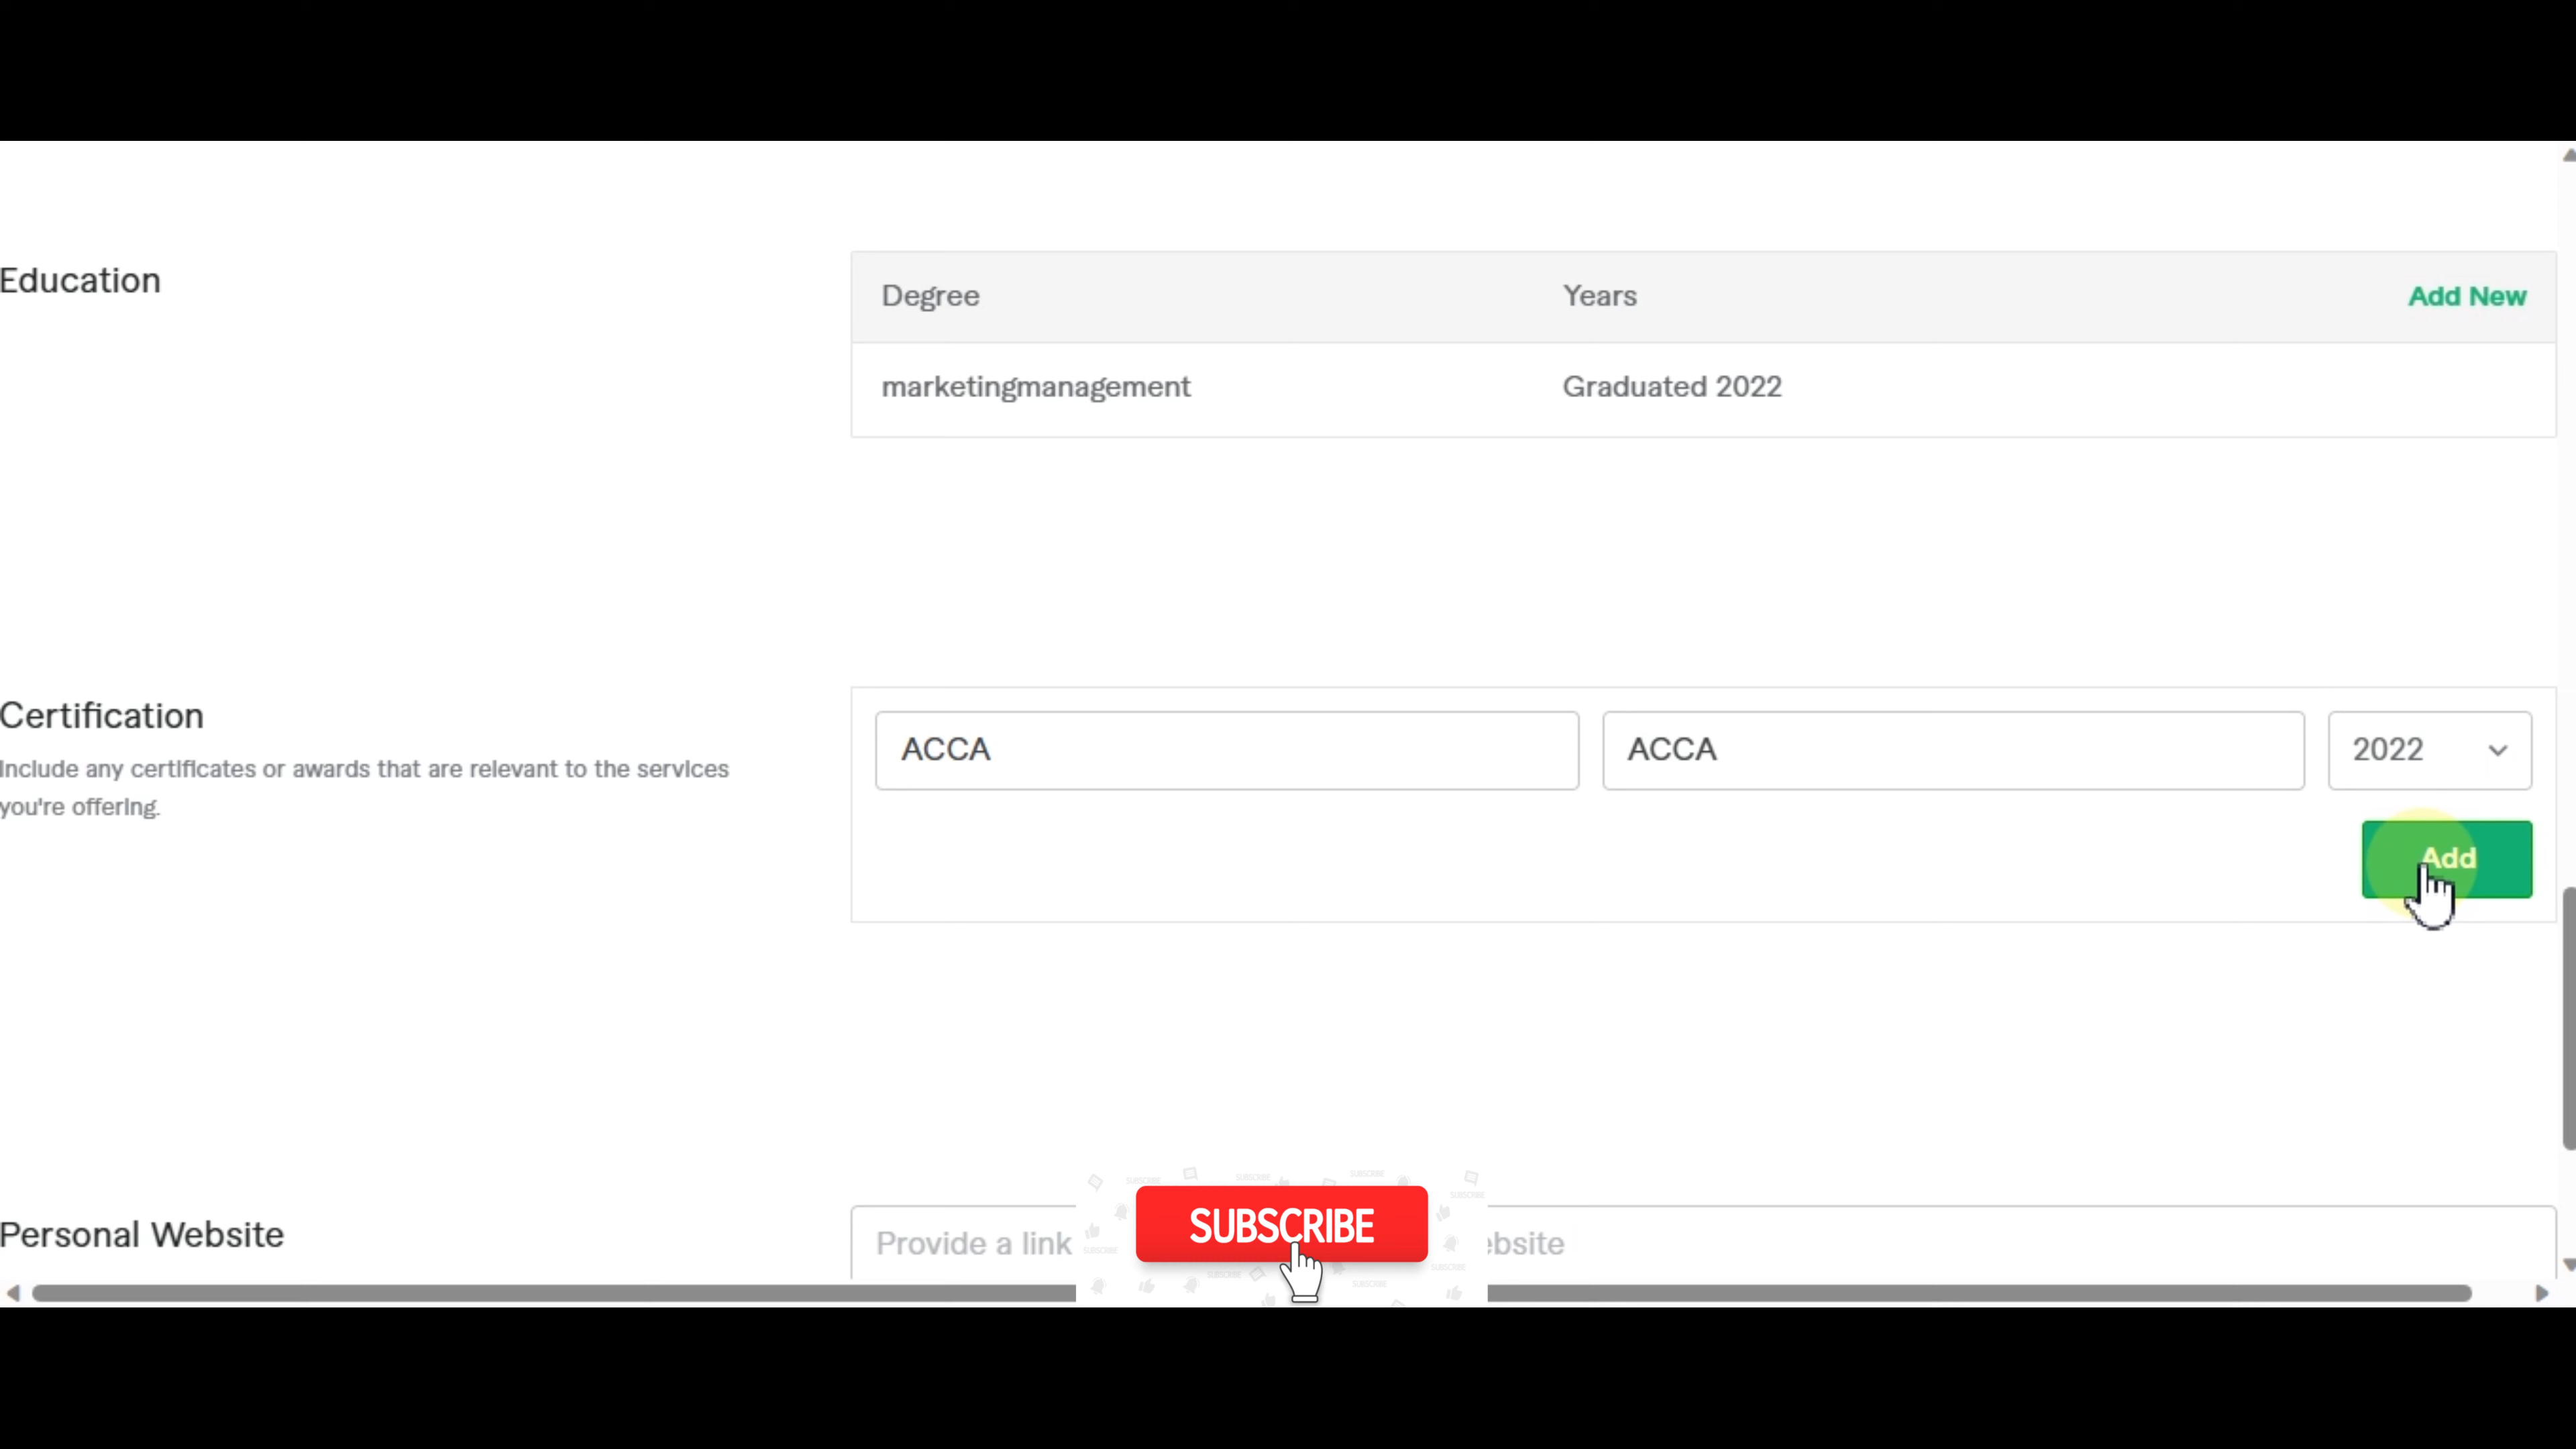 Education
Degree Years Add New
marketingmanagement Graduated 2022
Certification
Include any certificates or awards that are relevant to the services
you're offering.
ACCA ACCA 2022
Add
Personal Website
Provide a link
SUBSCRIBE